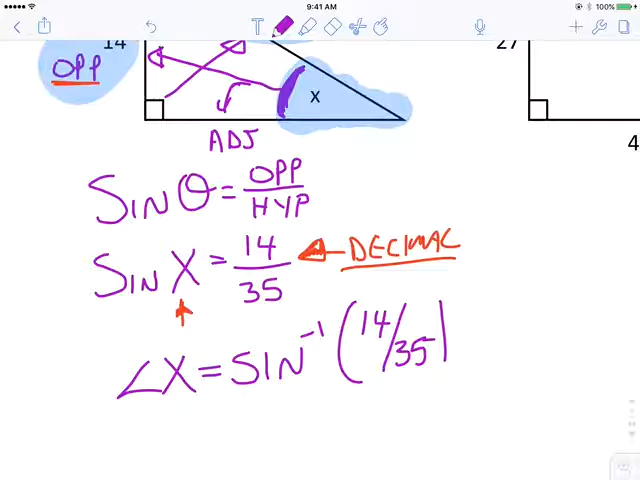 9:41 AM
100%
T
14
27
OPP
X
ADJ
4
SIN θ = OPP/HYP
SIN X = 14/35 DECIMAL
∠X = SIN⁻¹ (14/35)